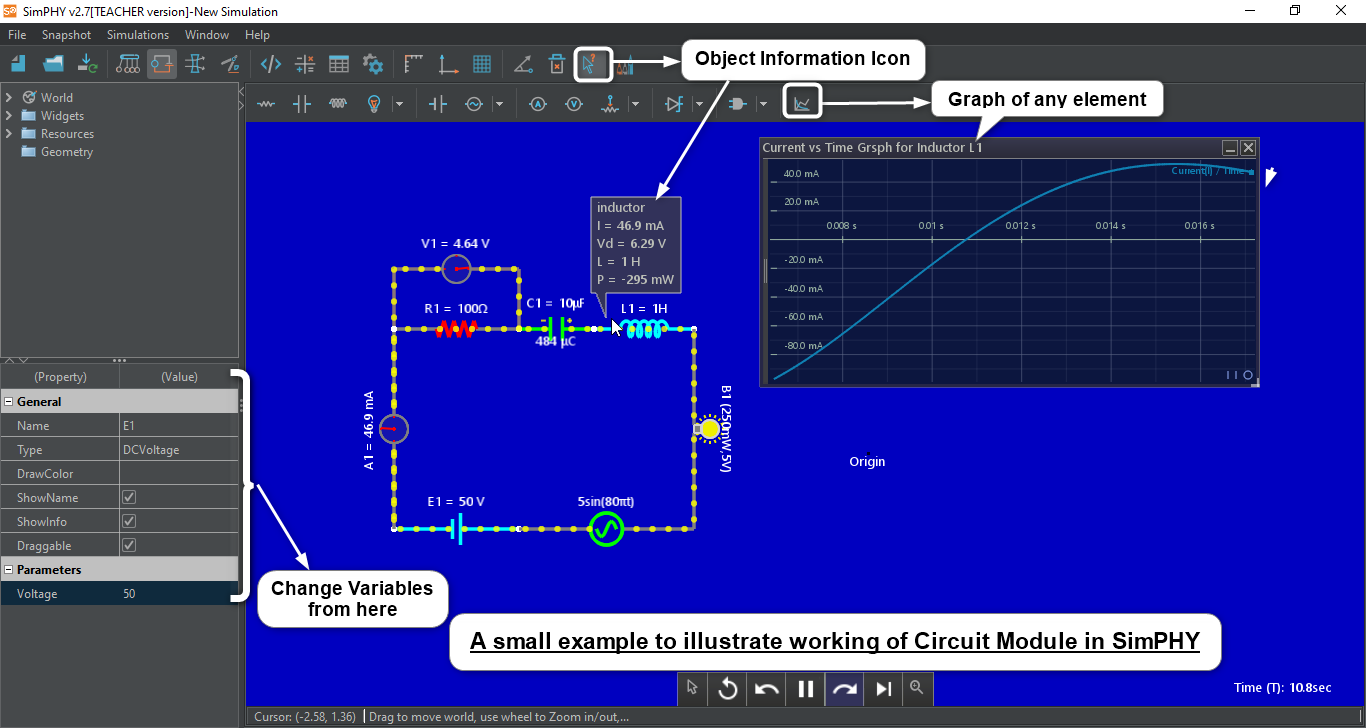 SimPHY v2.7[TEACHER version]-New Simulation
File Snapshot Simulations Window Help
Object Information Icon
Graph of any element
World
Widgets
Resources
Geometry
Current vs Time Grsph for Inductor L1
Current(I) / Time
40.0 mA
20.0 mA
0.008 s 0.01 s 0.012 s 0.014 s 0.016 s
-20.0 mA
-40.0 mA
-60.0 mA
-80.0 mA
inductor
I = 46.9 mA
Vd = 6.29 V
L = 1 H
P = -295 mW
V1 = 4.64 V
R1 = 100Ω
C1 = 10µF
L1 = 1H
484 µC
A1 = 46.9 mA
B1 (250mW,5V)
E1 = 50 V
5sin(80πt)
Origin
(Property) (Value)
General
Name E1
Type DCVoltage
DrawColor
ShowName
ShowInfo
Draggable
Parameters
Voltage 50
Change Variables
from here
A small example to illustrate working of Circuit Module in SimPHY
Time (T): 10.8sec
Cursor: (-2.58, 1.36) Drag to move world, use wheel to Zoom in/out,...